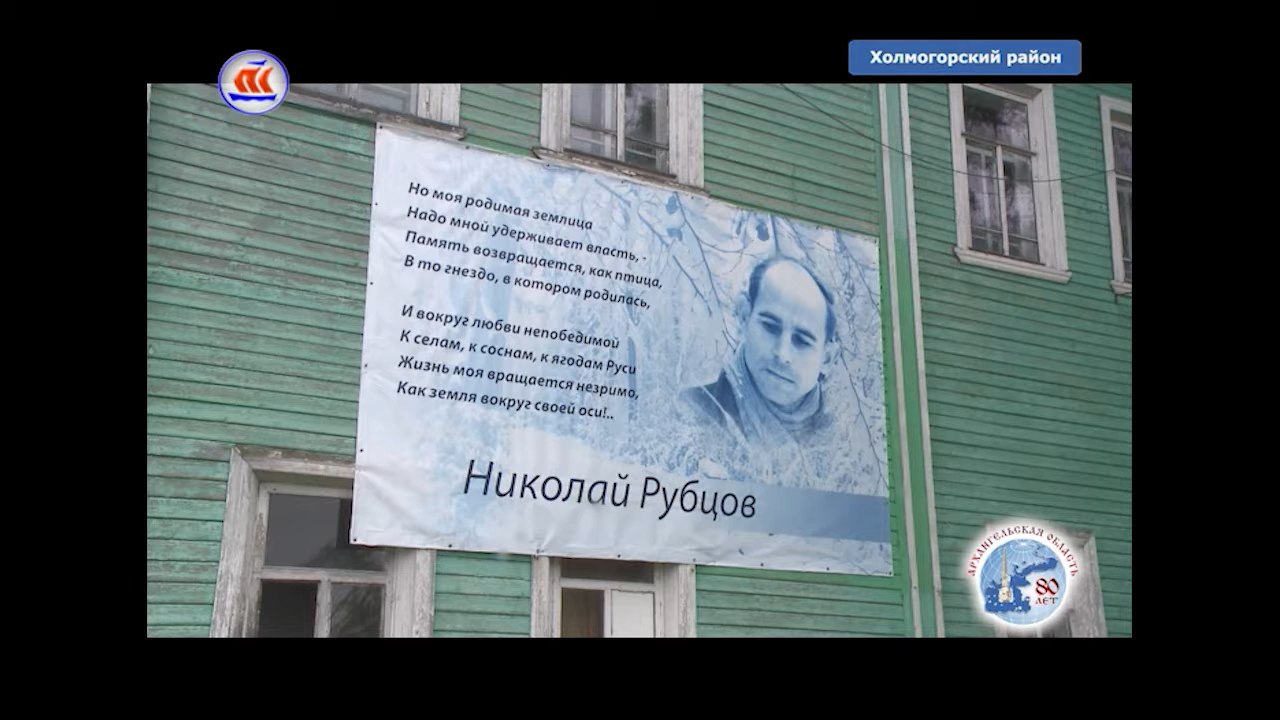 Холмогорский район
Но моя родимая землица
Надо мной удерживает власть, -
Память возвращается, как птица,
В то гнездо, в котором родилась,
И вокруг любви непобедимой
К селам, к соснам, к ягодам Руси
Жизнь моя вращается незримо,
Как земля вокруг своей оси!..
Николай Рубцов
АРХАНГЕЛЬСКАЯ ОБЛАСТЬ
80
ЛЕТ